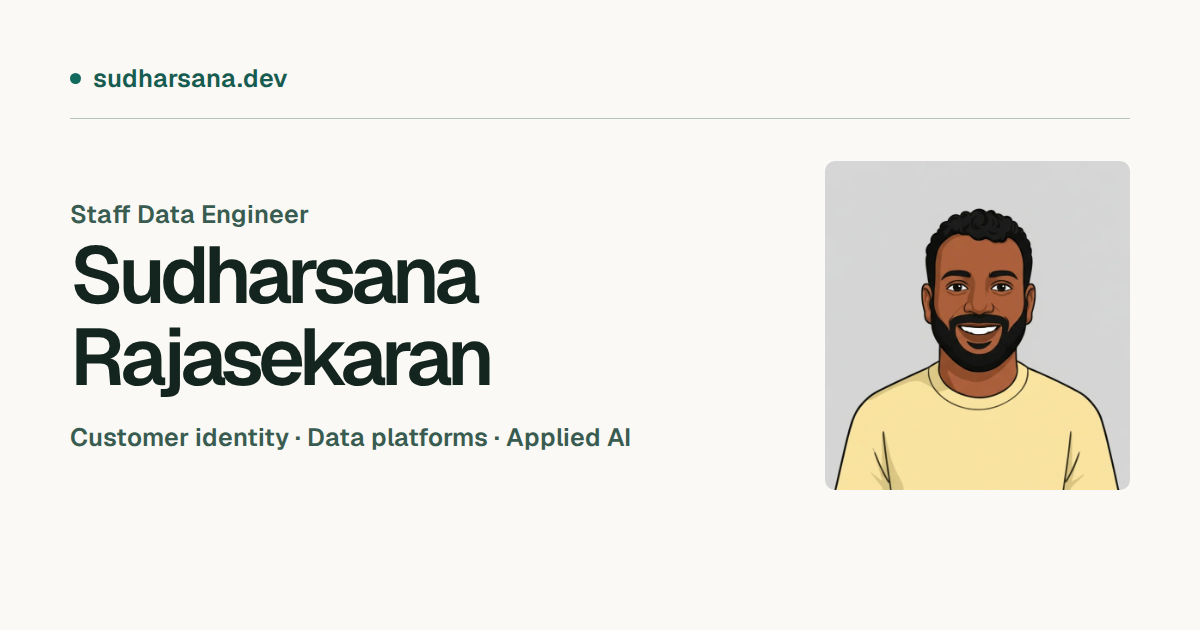 sudharsana.dev
Staff Data Engineer
Sudharsana
Rajasekaran
Customer identity · Data platforms · Applied AI